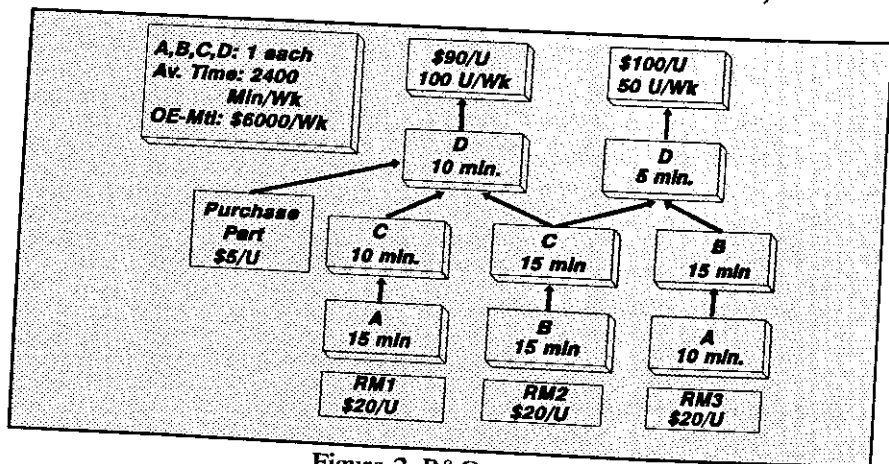 A,B,C,D: 1 each
Av. Time: 2400
Min/Wk
OE-Mtl: $6000/Wk
$90/U
100 U/Wk
$100/U
50 U/Wk
D
10 min.
D
5 min.
Purchase
Part
$5/U
C
10 min.
C
15 min
B
15 min
A
15 min
B
15 min
A
10 min.
RM1
$20/U
RM2
$20/U
RM3
$20/U